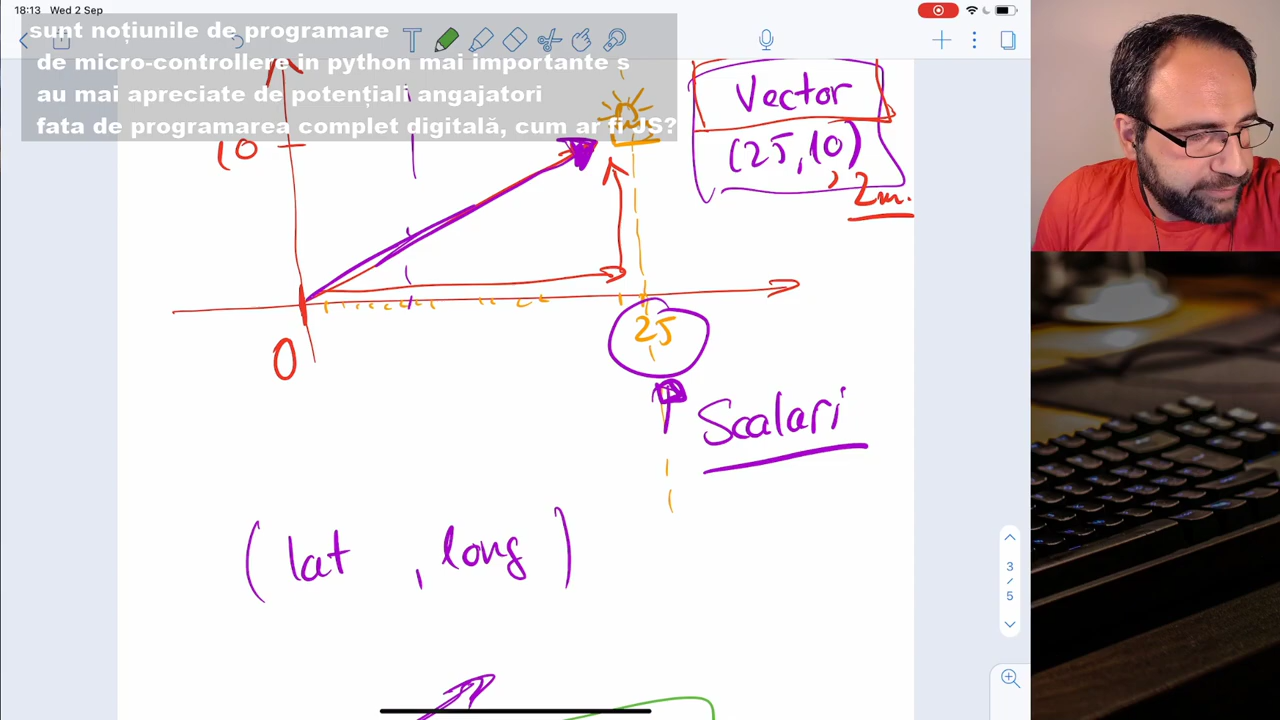 18:13 Wed 2 Sep
sunt noțiunile de programare
de micro-controllere in python mai importante s
au mai apreciate de potențiali angajatori
fata de programarea complet digitală, cum ar fi JS?
Vector
10
(25,10)
, 2m.
0
25
Scalari
(lat , long)
3
/
5